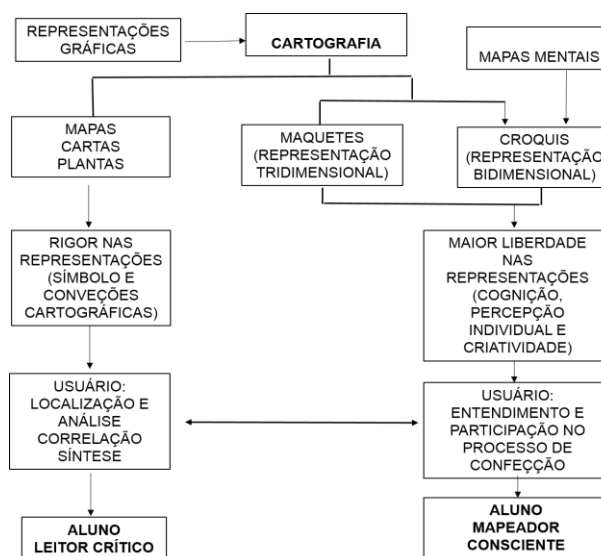 REPRESENTAÇÕES
GRÁFICAS
CARTOGRAFIA
MAPAS MENTAIS
MAPAS
CARTAS
PLANTAS
MAQUETES
(REPRESENTAÇÃO
TRIDIMENSIONAL)
CROQUIS
(REPRESENTAÇÃO
BIDIMENSIONAL)
RIGOR NAS
REPRESENTAÇÕES
(SÍMBOLO E
CONVEÇÕES
CARTOGRÁFICAS)
MAIOR LIBERDADE
NAS
REPRESENTAÇÕES
(COGNIÇÃO,
PERCEPÇÃO
INDIVIDUAL E
CRIATIVIDADE)
USUÁRIO:
LOCALIZAÇÃO E
ANÁLISE
CORRELAÇÃO
SÍNTESE
USUÁRIO:
ENTENDIMENTO E
PARTICIPAÇÃO NO
PROCESSO DE
CONFECÇÇÃO
ALUNO
LEITOR CRÍTICO
ALUNO
MAPEADOR
CONSCIENTE